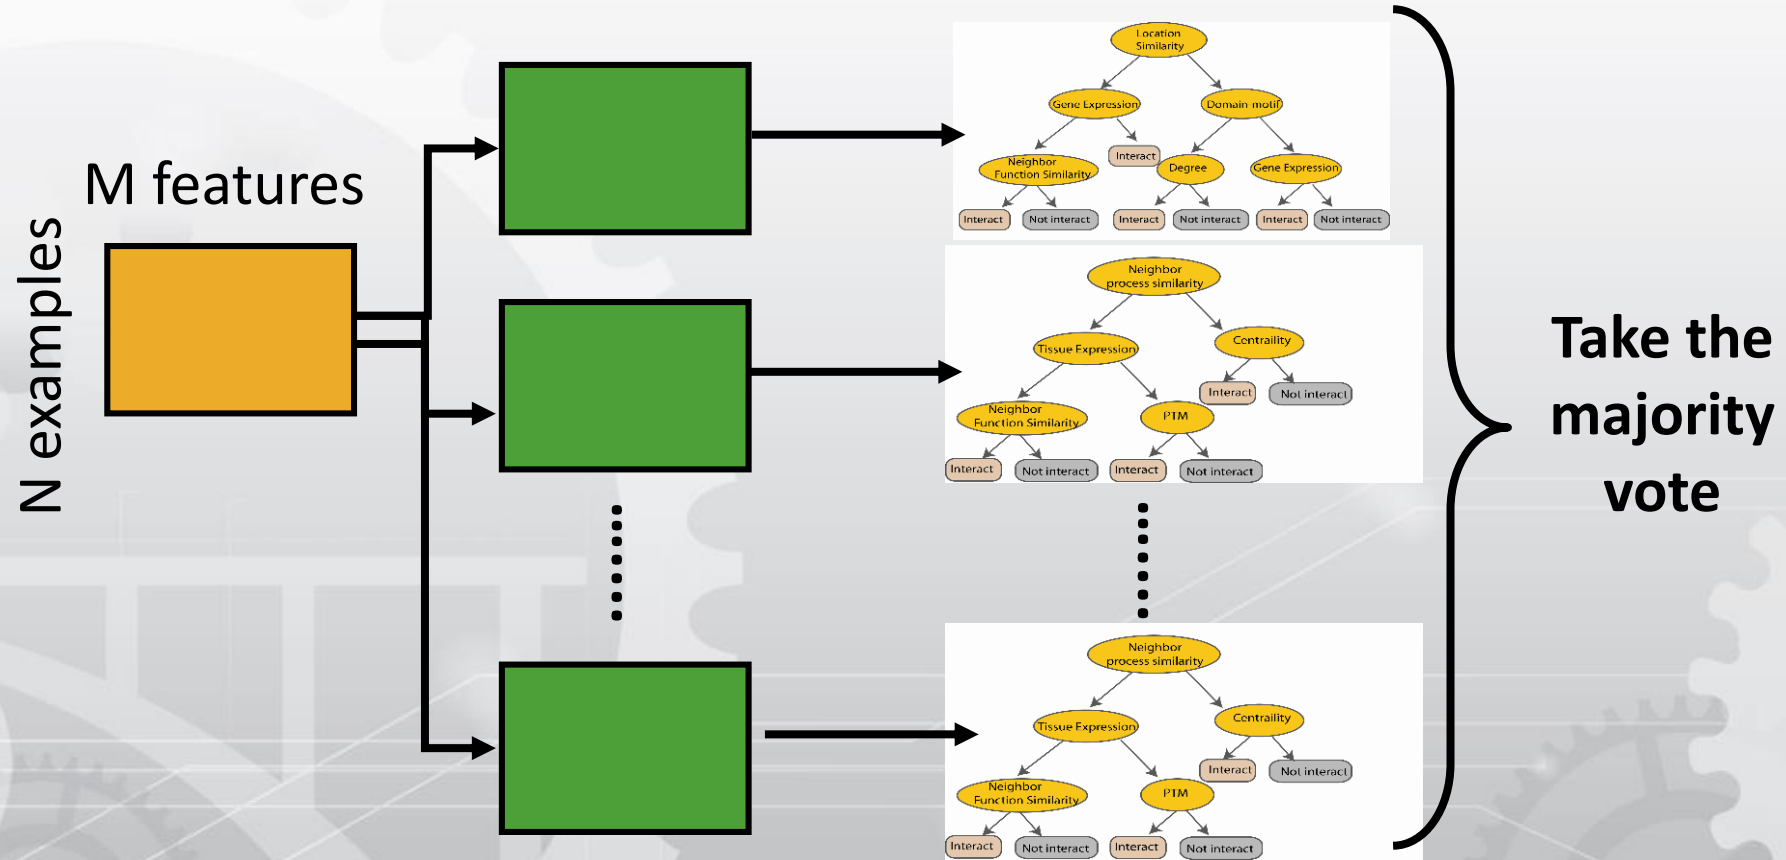 M features
N examples
Location
Similarity
Gene Expression
Domain-motif
Neighbor
Function Similarity
Interact
Degree
Gene Expression
Interact
Not interact
Interact
Not interact
Interact
Not interact
Neighbor
process similarity
Tissue Expression
Centraility
Interact
Not interact
Neighbor
Function Similarity
PTM
Interact
Not interact
Interact
Not interact
Neighbor
process similarity
Tissue Expression
Centraility
Interact
Not interact
Neighbor
Function Similarity
PTM
Interact
Not interact
Interact
Not interact
Take the
majority
vote